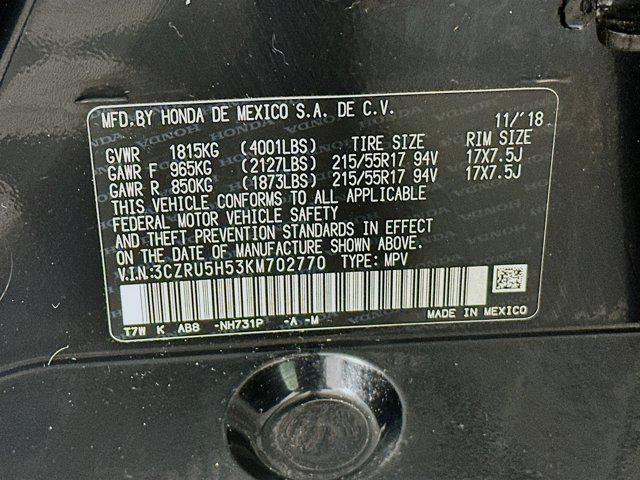 MFD.BY HONDA DE MEXICO S.A. DE C.V. 11/'18
GVWR 1815KG (4001LBS) TIRE SIZE RIM SIZE
GAWR F 965KG (2127LBS) 215/55R17 94V 17X7.5J
GAWR R 850KG (1873LBS) 215/55R17 94V 17X7.5J
THIS VEHICLE CONFORMS TO ALL APPLICABLE
FEDERAL MOTOR VEHICLE SAFETY
AND THEFT PREVENTION STANDARDS IN EFFECT
ON THE DATE OF MANUFACTURE SHOWN ABOVE.
V.I.N:3CZRU5H53KM702770 TYPE: MPV
T7W K AB8 -NH731P -A -M MADE IN MEXICO